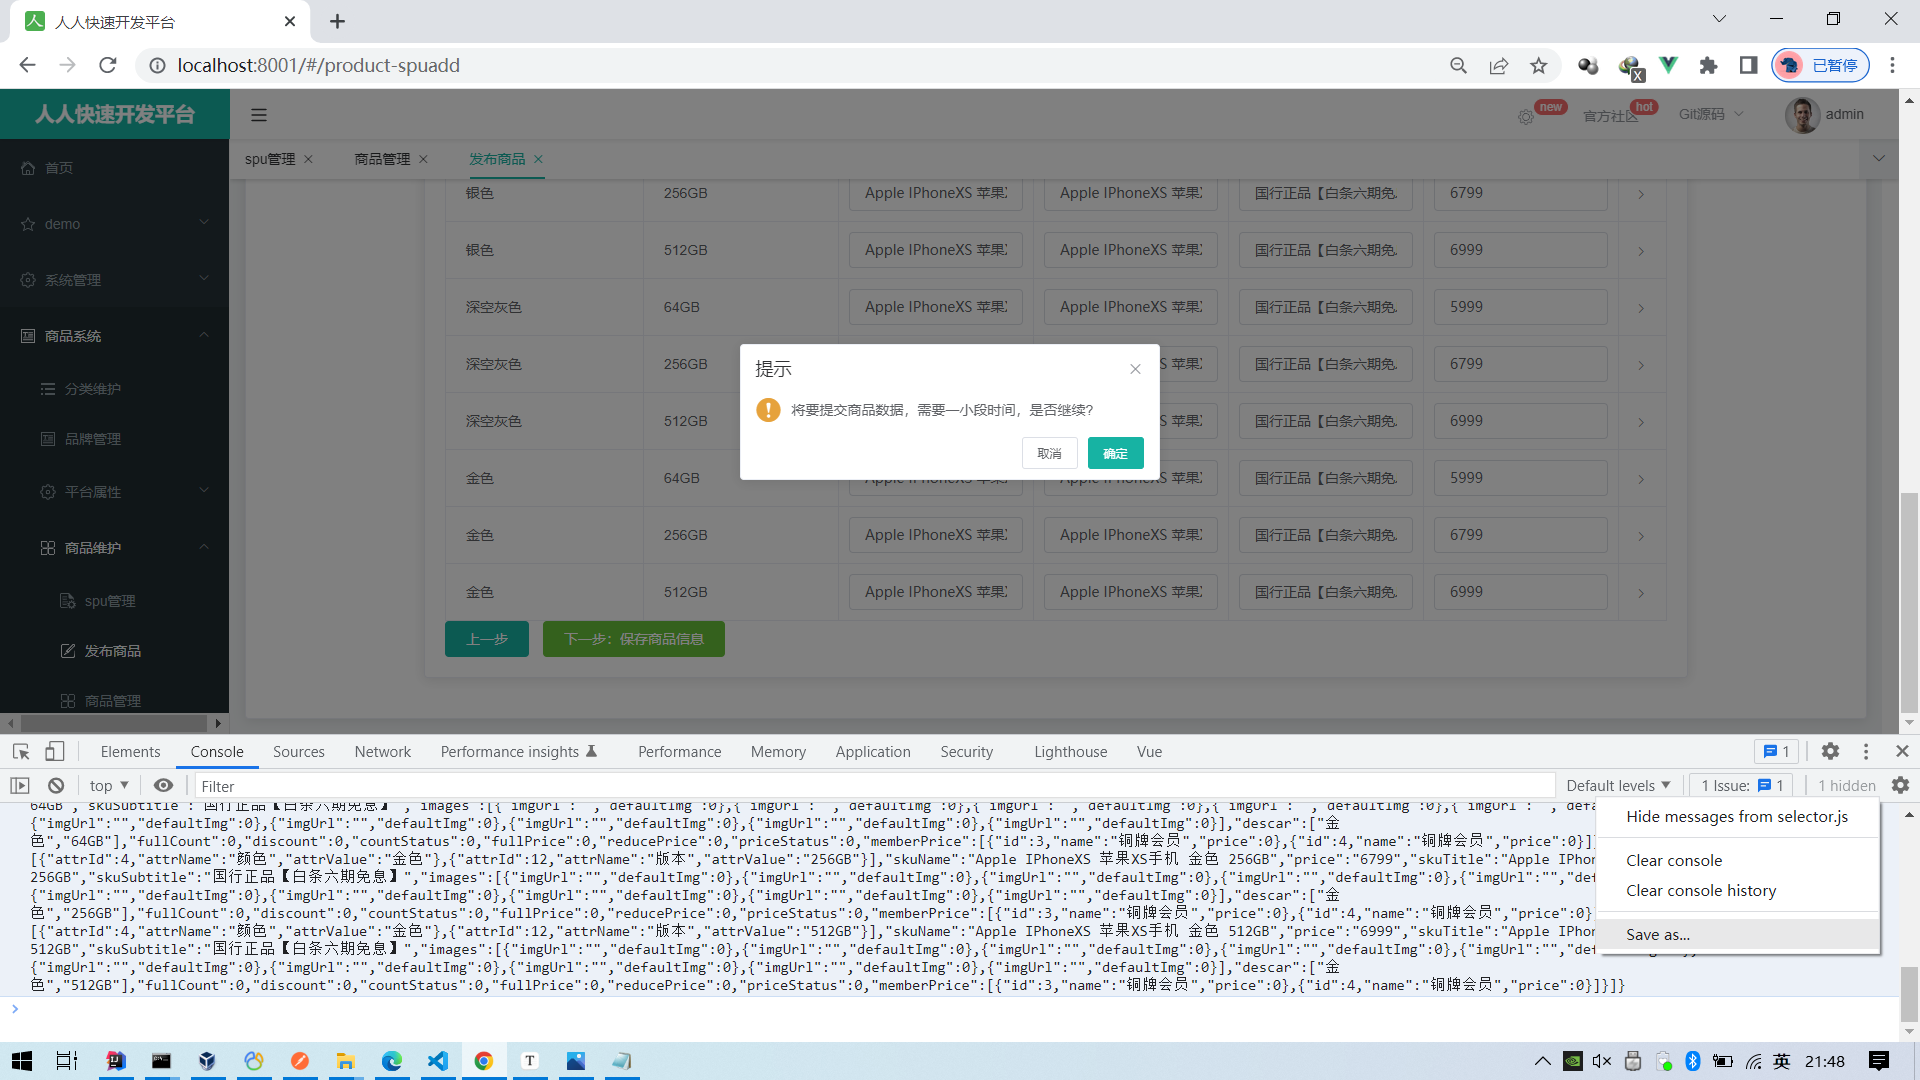 人人快速开发平台
localhost:8001/#/product-spuadd
已暂停
人人快速开发平台
new
官方社区
hot
Git源码
admin
spu管理
商品管理
发布商品
首页
demo
系统管理
商品系统
分类维护
品牌管理
平台属性
商品维护
spu管理
发布商品
商品管理
银色 256GB Apple IPhoneXS 苹果 Apple IPhoneXS 苹果 国行正品【白条六期免 6799
银色 512GB Apple IPhoneXS 苹果 Apple IPhoneXS 苹果 国行正品【白条六期免 6999
深空灰色 64GB Apple IPhoneXS 苹果 Apple IPhoneXS 苹果 国行正品【白条六期免 5999
深空灰色 256GB S 苹果 国行正品【白条六期免 6799
深空灰色 512GB S 苹果 国行正品【白条六期免 6999
金色 64GB Apple IPhoneXS 苹果 Apple IPhoneXS 苹果 国行正品【白条六期免 5999
金色 256GB Apple IPhoneXS 苹果 Apple IPhoneXS 苹果 国行正品【白条六期免 6799
金色 512GB Apple IPhoneXS 苹果 Apple IPhoneXS 苹果 国行正品【白条六期免 6999
上一步
下一步：保存商品信息
提示
将要提交商品数据，需要一小段时间，是否继续?
取消
确定
Elements Console Sources Network Performance insights Performance Memory Application Security Lighthouse Vue 1
top Filter Default levels 1 Issue: 1 1 hidden
64GB","skuSubtitle":"国行正品【白条六期免息】","images":[{"imgUrl":"","defaultImg":0},{"imgUrl":"","defaultImg":0},{"imgUrl":"","defaultImg":0},{"imgUrl":"","defaultImg":0},{"imgUrl":"","defa
{"imgUrl":"","defaultImg":0},{"imgUrl":"","defaultImg":0},{"imgUrl":"","defaultImg":0},{"imgUrl":"","defaultImg":0}],"descar":["金
色","64GB"],"fullCount":0,"discount":0,"countStatus":0,"fullPrice":0,"reducePrice":0,"priceStatus":0,"memberPrice":[{"id":3,"name":"铜牌会员","price":0},{"id":4,"name":"铜牌会员","price":0}]
[{"attrId":4,"attrName":"颜色","attrValue":"金色"},{"attrId":12,"attrName":"版本","attrValue":"256GB"}],"skuName":"Apple IPhoneXS 苹果XS手机 金色 256GB","price":"6799","skuTitle":"Apple IPho
256GB","skuSubtitle":"国行正品【白条六期免息】","images":[{"imgUrl":"","defaultImg":0},{"imgUrl":"","defaultImg":0},{"imgUrl":"","defaultImg":0},{"imgUrl":"","defaultImg":0},{"imgUrl":"","def
{"imgUrl":"","defaultImg":0},{"imgUrl":"","defaultImg":0},{"imgUrl":"","defaultImg":0},{"imgUrl":"","defaultImg":0}],"descar":["金
色","256GB"],"fullCount":0,"discount":0,"countStatus":0,"fullPrice":0,"reducePrice":0,"priceStatus":0,"memberPrice":[{"id":3,"name":"铜牌会员","price":0},{"id":4,"name":"铜牌会员","price":0}
[{"attrId":4,"attrName":"颜色","attrValue":"金色"},{"attrId":12,"attrName":"版本","attrValue":"512GB"}],"skuName":"Apple IPhoneXS 苹果XS手机 金色 512GB","price":"6999","skuTitle":"Apple IPho
512GB","skuSubtitle":"国行正品【白条六期免息】","images":[{"imgUrl":"","defaultImg":0},{"imgUrl":"","defaultImg":0},{"imgUrl":"","defaultImg":0},{"imgUrl":"","defaultImg":0},{"imgUrl":"","def
{"imgUrl":"","defaultImg":0},{"imgUrl":"","defaultImg":0},{"imgUrl":"","defaultImg":0},{"imgUrl":"","defaultImg":0}],"descar":["金
色","512GB"],"fullCount":0,"discount":0,"countStatus":0,"fullPrice":0,"reducePrice":0,"priceStatus":0,"memberPrice":[{"id":3,"name":"铜牌会员","price":0},{"id":4,"name":"铜牌会员","price":0}]}]}
Hide messages from selector.js
Clear console
Clear console history
Save as...
英 21:48